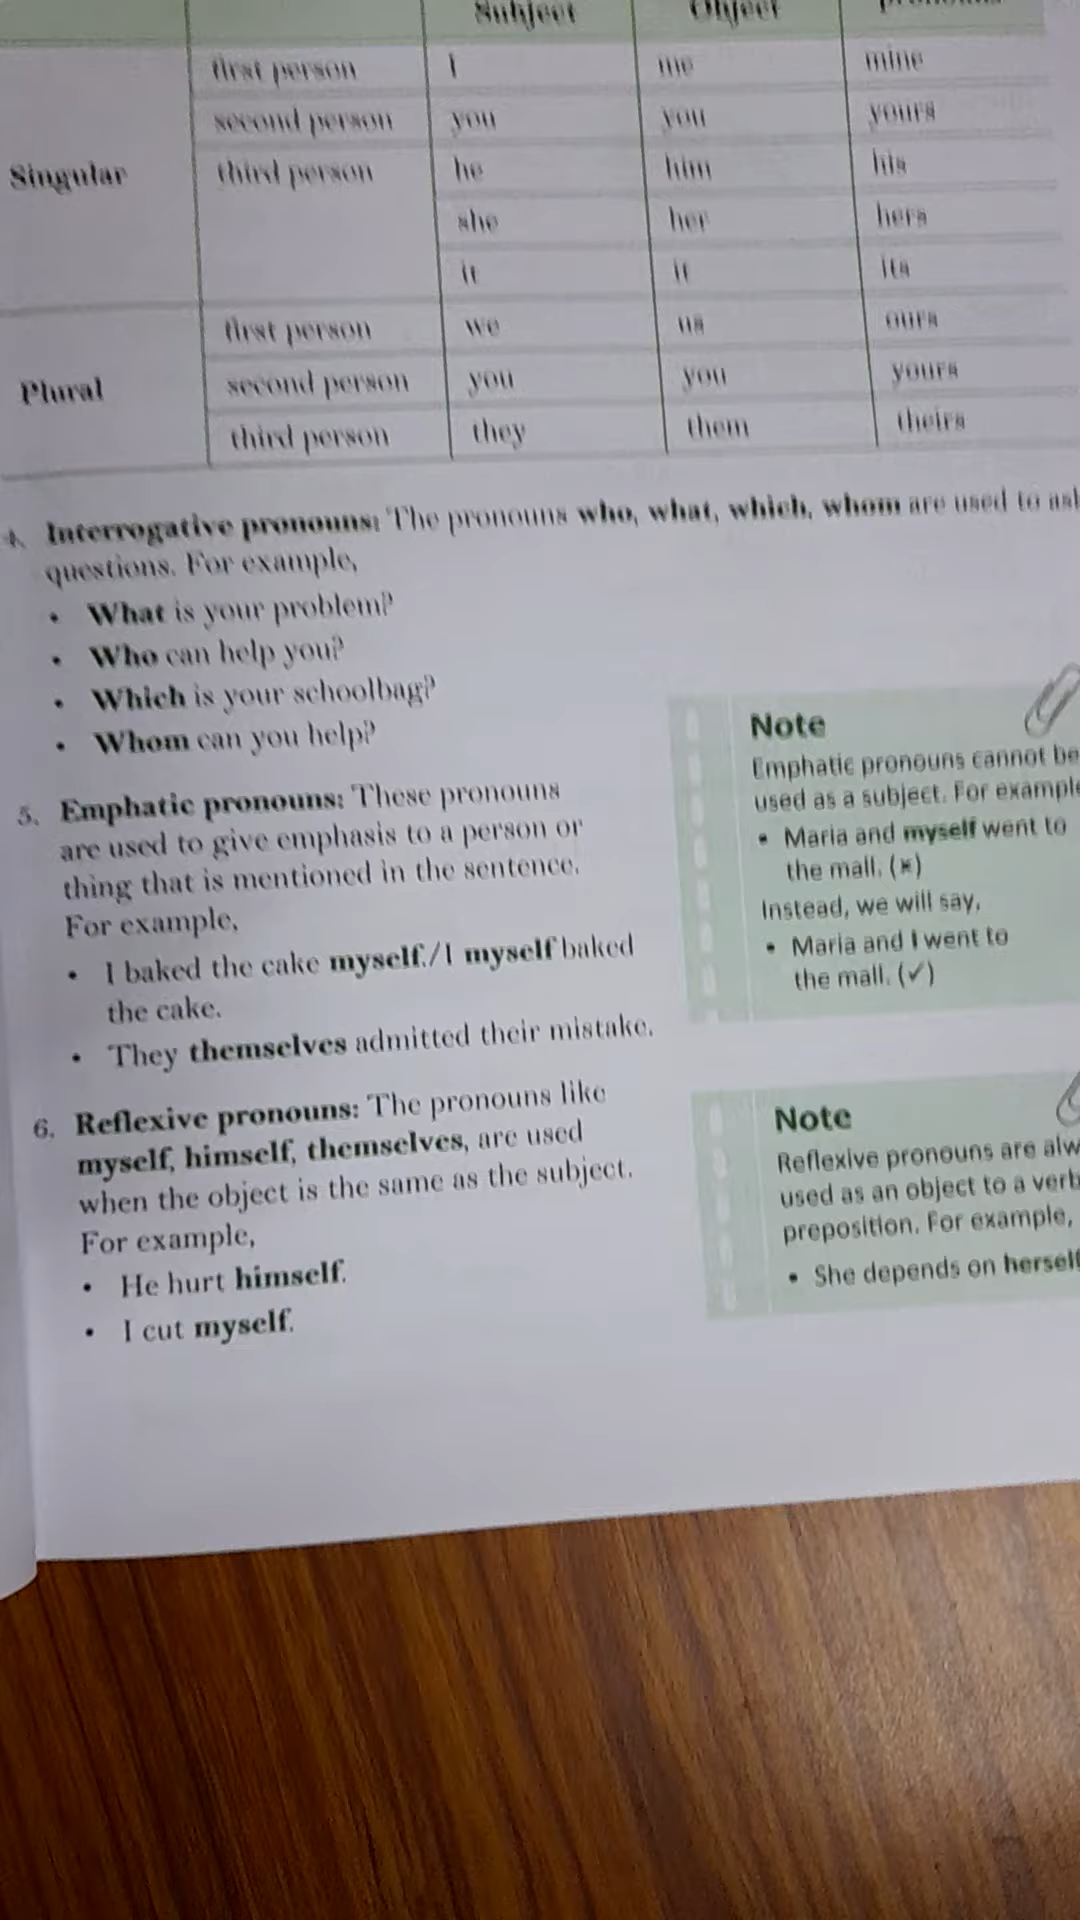 Subject Object pronouns
Singular first person I me mine
second person you you yours
third person he him his
she her hers
it it its
Plural first person we us ours
second person you you yours
third person they them theirs
4. Interrogative pronouns: The pronouns who, what, which, whom are used to
questions. For example,
• What is your problem?
• Who can help you?
• Which is your schoolbag?
• Whom can you help?
5. Emphatic pronouns: These pronouns
are used to give emphasis to a person or
thing that is mentioned in the sentence.
For example,
• I baked the cake myself./I myself baked
the cake.
• They themselves admitted their mistake.
Note
Emphatic pronouns cannot be
used as a subject. For example
• Maria and myself went to
the mall. (×)
Instead, we will say,
• Maria and I went to
the mall. (✓)
6. Reflexive pronouns: The pronouns like
myself, himself, themselves, are used
when the object is the same as the subject.
For example,
• He hurt himself.
• I cut myself.
Note
Reflexive pronouns are
used as an object to a verb
preposition. For example,
• She depends on herself